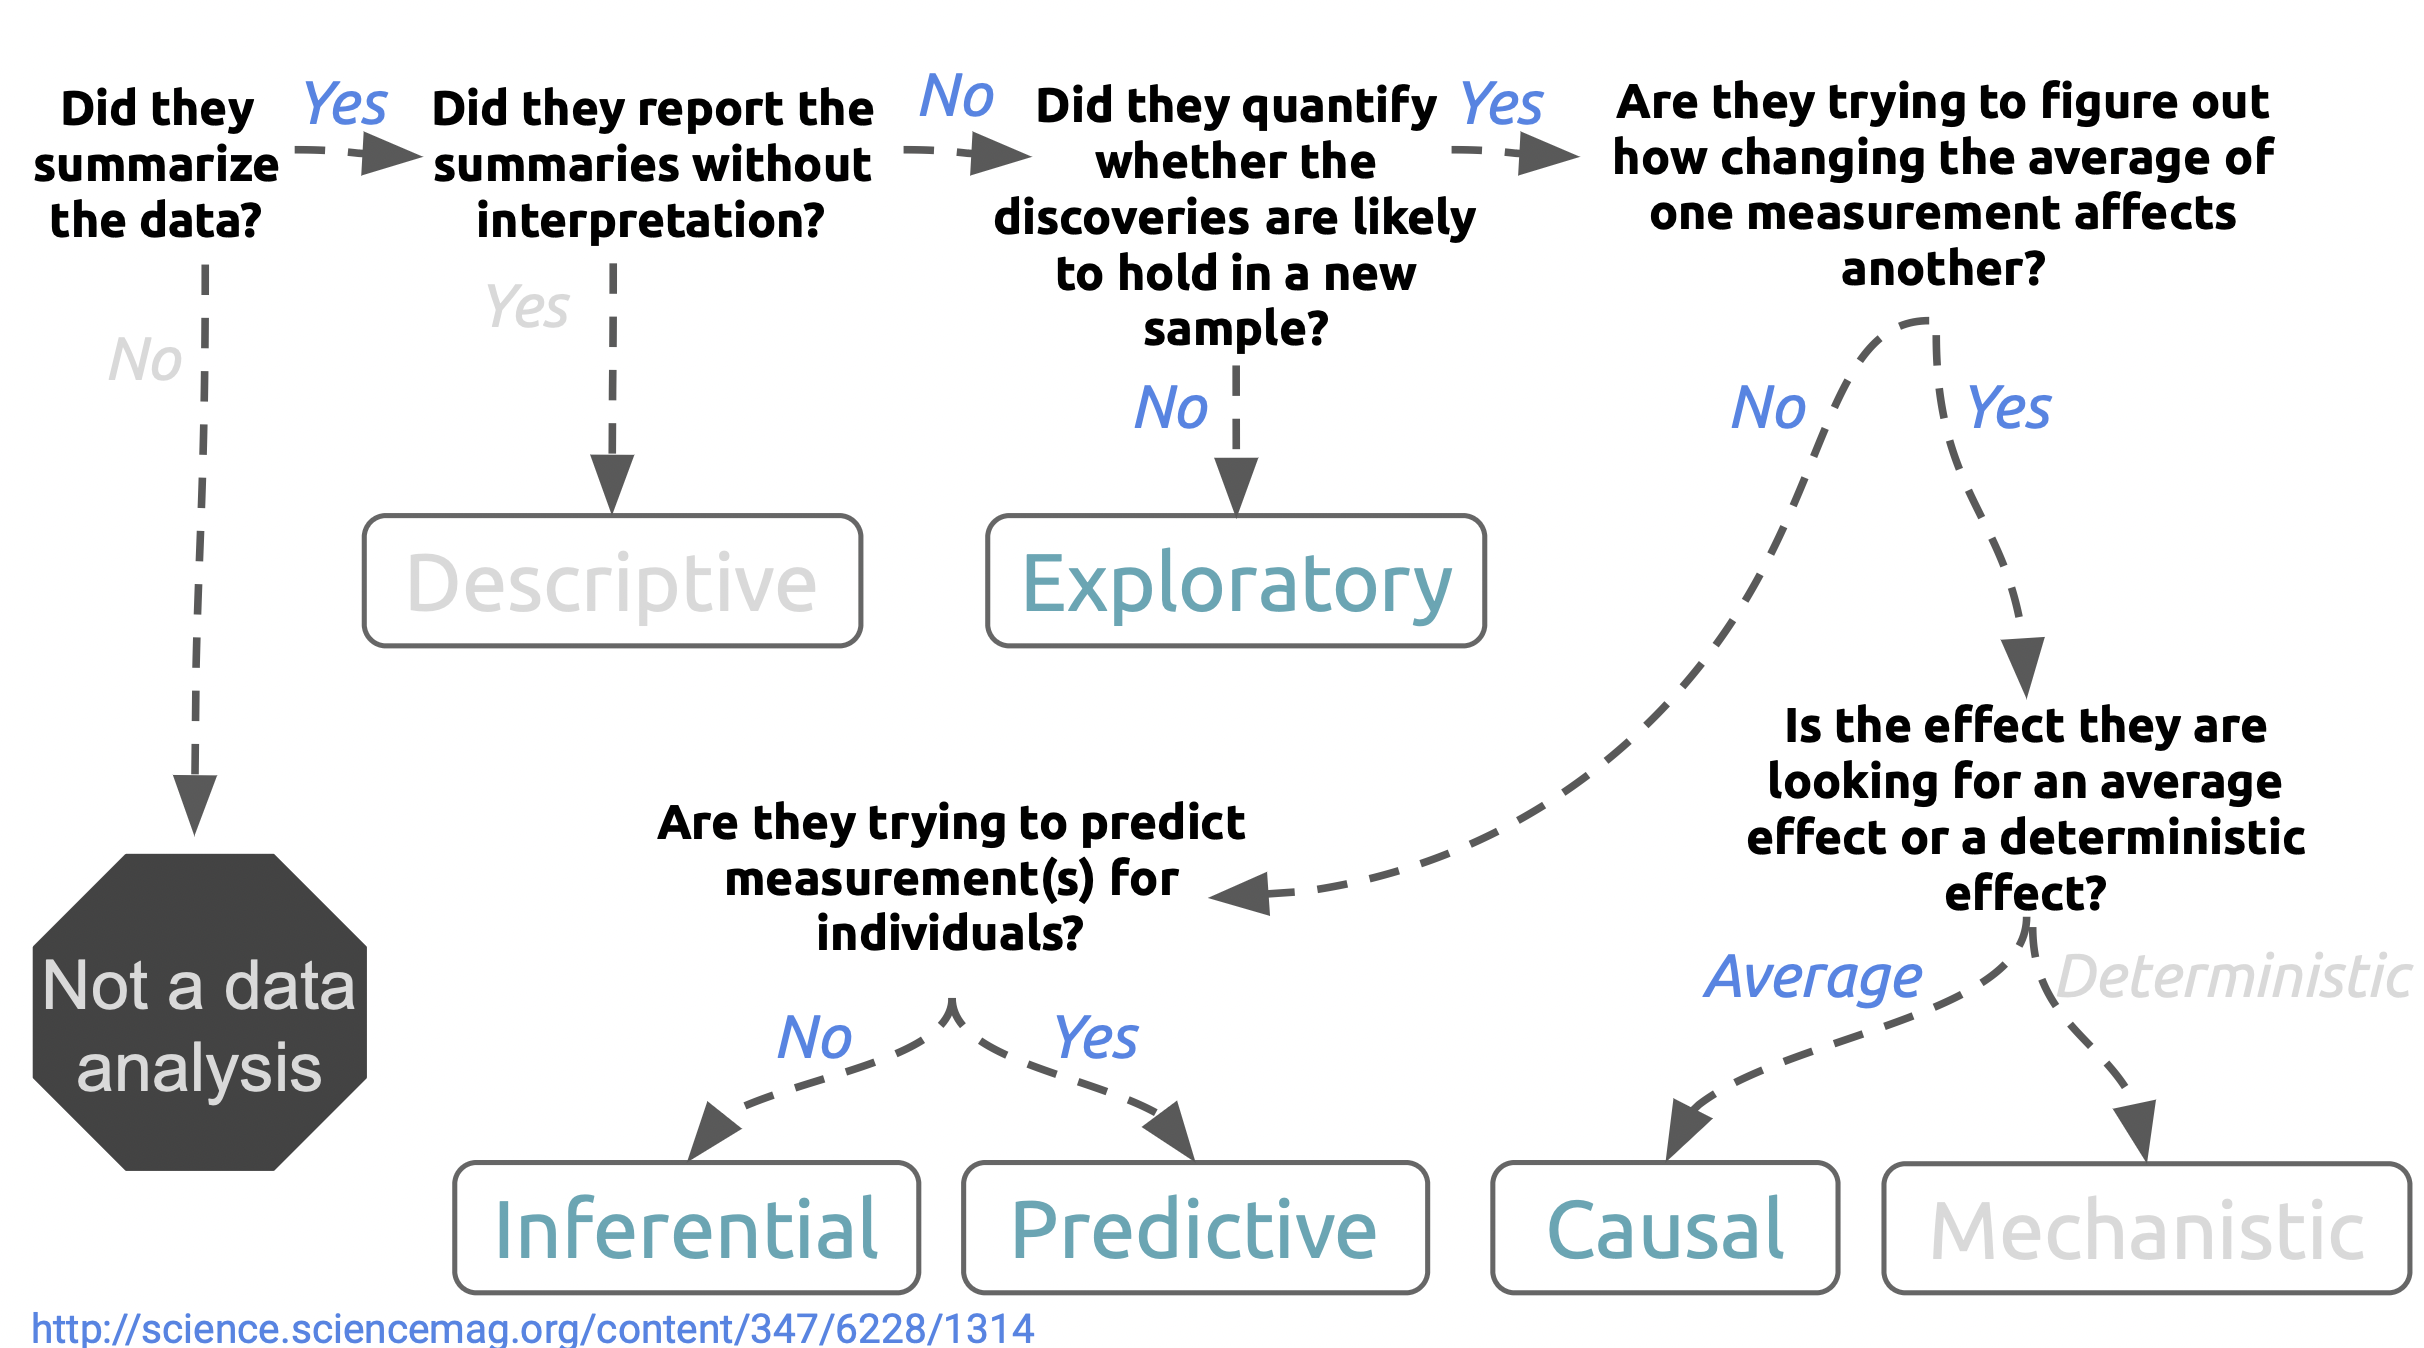 Did they
summarize
the data?
Yes
Did they report the
summaries without
interpretation?
No
Did they quantify
whether the
discoveries are likely
to hold in a new
sample?
Yes
Are they trying to figure out
how changing the average of
one measurement affects
another?
No
Yes
No
No
Yes
Descriptive
Exploratory
Is the effect they are
looking for an average
effect or a deterministic
effect?
Are they trying to predict
measurement(s) for
individuals?
Average
Deterministic
Not a data
analysis
No
Yes
Inferential
Predictive
Causal
Mechanistic
http://science.sciencemag.org/content/347/6228/1314